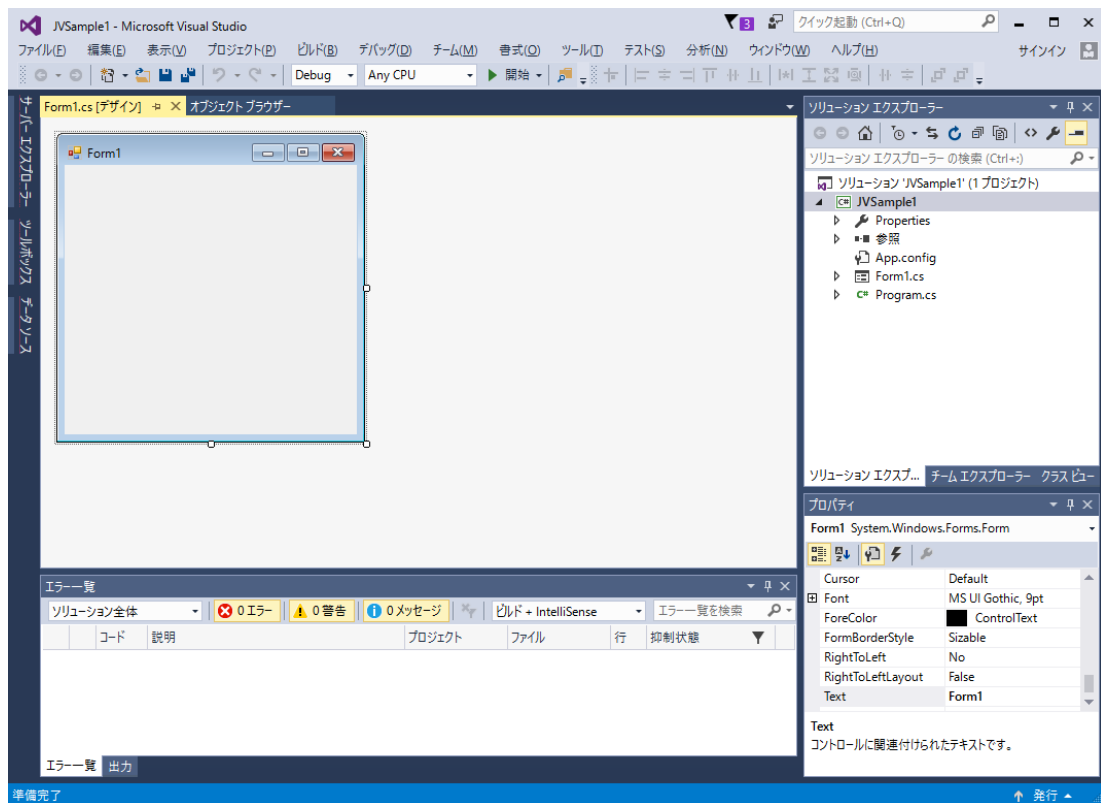 JVSample1 - Microsoft Visual Studio
3
クイック起動 (Ctrl+Q)
ファイル(F) 編集(E) 表示(V) プロジェクト(P) ビルド(B) デバッグ(D) チーム(M) 書式(O) ツール(T) テスト(S) 分析(N) ウィンドウ(W) ヘルプ(H) サインイン
Debug Any CPU 開始
サーバー エクスプローラー
ツールボックス
データ ソース
Form1.cs [デザイン] オブジェクト ブラウザー
Form1
ソリューション エクスプローラー
ソリューション エクスプローラー の検索 (Ctrl+:)
ソリューション 'JVSample1' (1 プロジェクト)
C# JVSample1
Properties
参照
App.config
Form1.cs
C# Program.cs
ソリューション エクスプ... チーム エクスプローラー クラス ビュー
プロパティ
Form1 System.Windows.Forms.Form
Cursor Default
Font MS UI Gothic, 9pt
ForeColor ControlText
FormBorderStyle Sizable
RightToLeft No
RightToLeftLayout False
Text Form1
Text
コントロールに関連付けられたテキストです。
エラー一覧
ソリューション全体 0 エラー 0 警告 0 メッセージ ビルド + IntelliSense エラー一覧を検索
コード 説明 プロジェクト ファイル 行 抑制状態
エラー一覧 出力
準備完了 発行